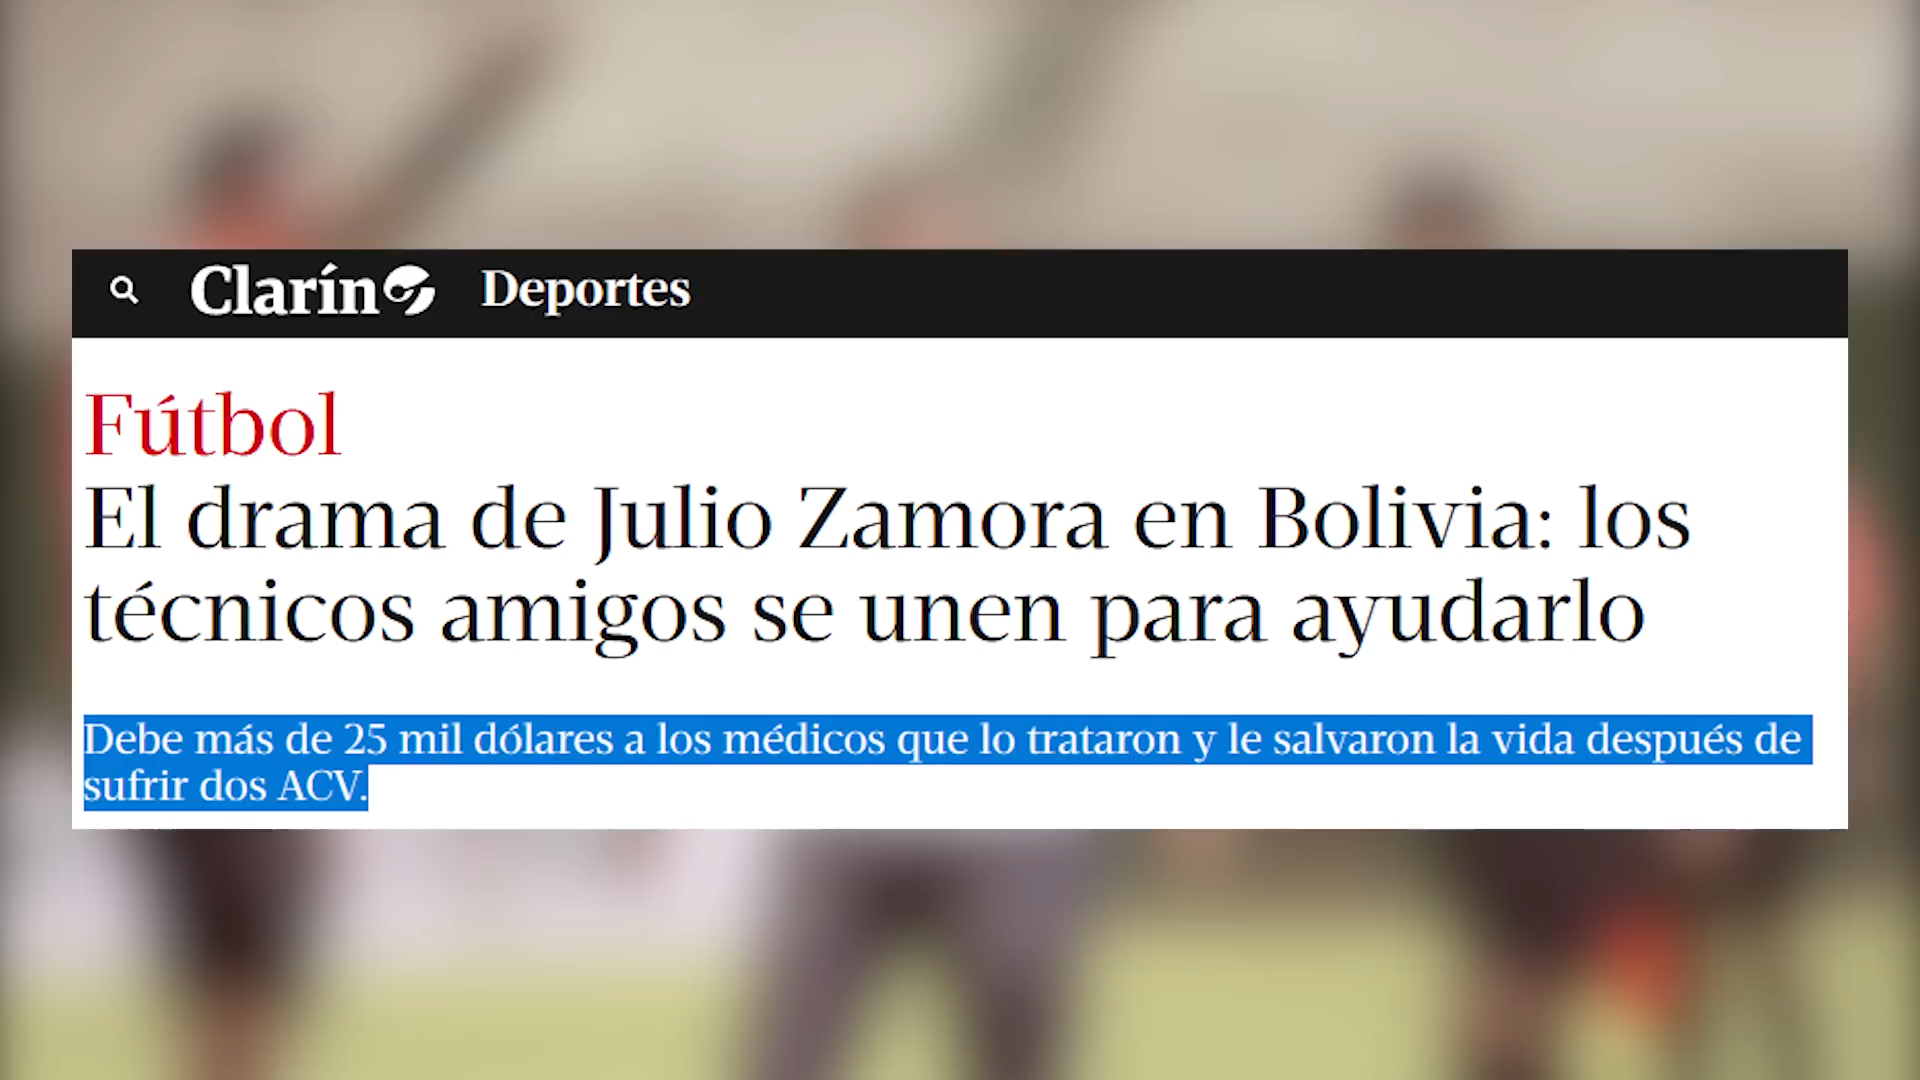 Clarín Deportes
Fútbol
El drama de Julio Zamora en Bolivia: los
técnicos amigos se unen para ayudarlo
Debe más de 25 mil dólares a los médicos que lo trataron y le salvaron la vida después de
sufrir dos ACV.